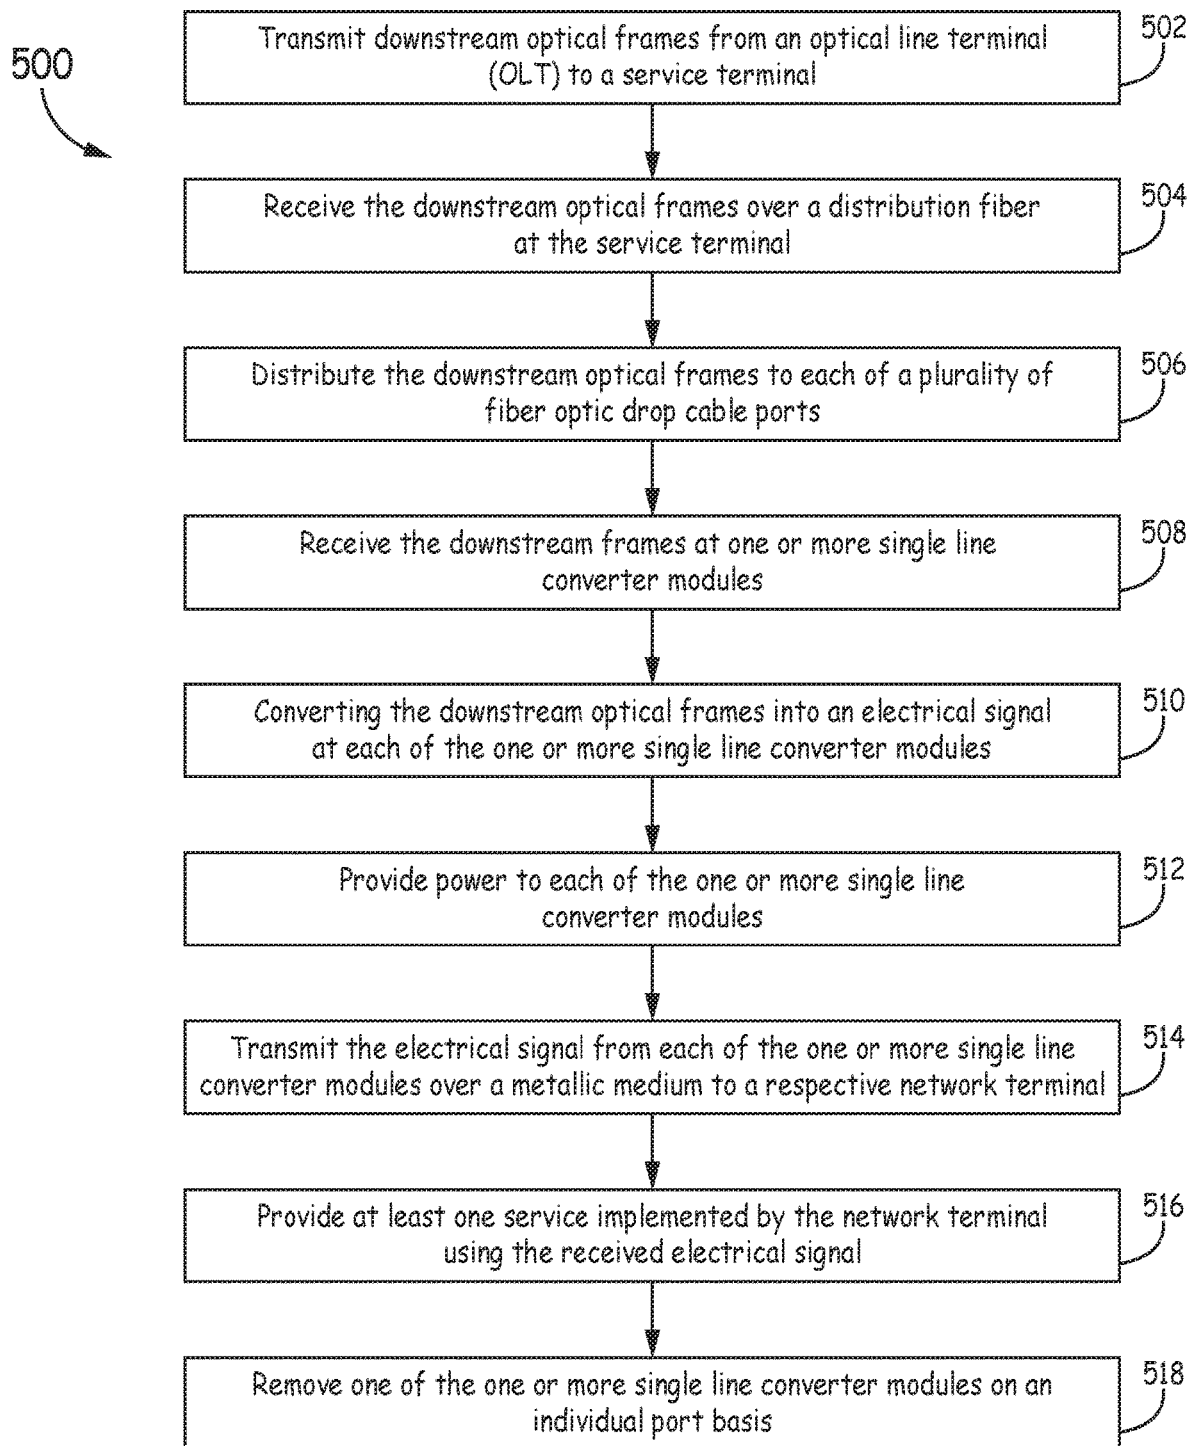 500
Transmit downstream optical frames from an optical line terminal
(OLT) to a service terminal
502
Receive the downstream optical frames over a distribution fiber
at the service terminal
504
Distribute the downstream optical frames to each of a plurality of
fiber optic drop cable ports
506
Receive the downstream frames at one or more single line
converter modules
508
Converting the downstream optical frames into an electrical signal
at each of the one or more single line converter modules
510
Provide power to each of the one or more single line
converter modules
512
Transmit the electrical signal from each of the one or more single line
converter modules over a metallic medium to a respective network terminal
514
Provide at least one service implemented by the network terminal
using the received electrical signal
516
Remove one of the one or more single line converter modules on an
individual port basis
518